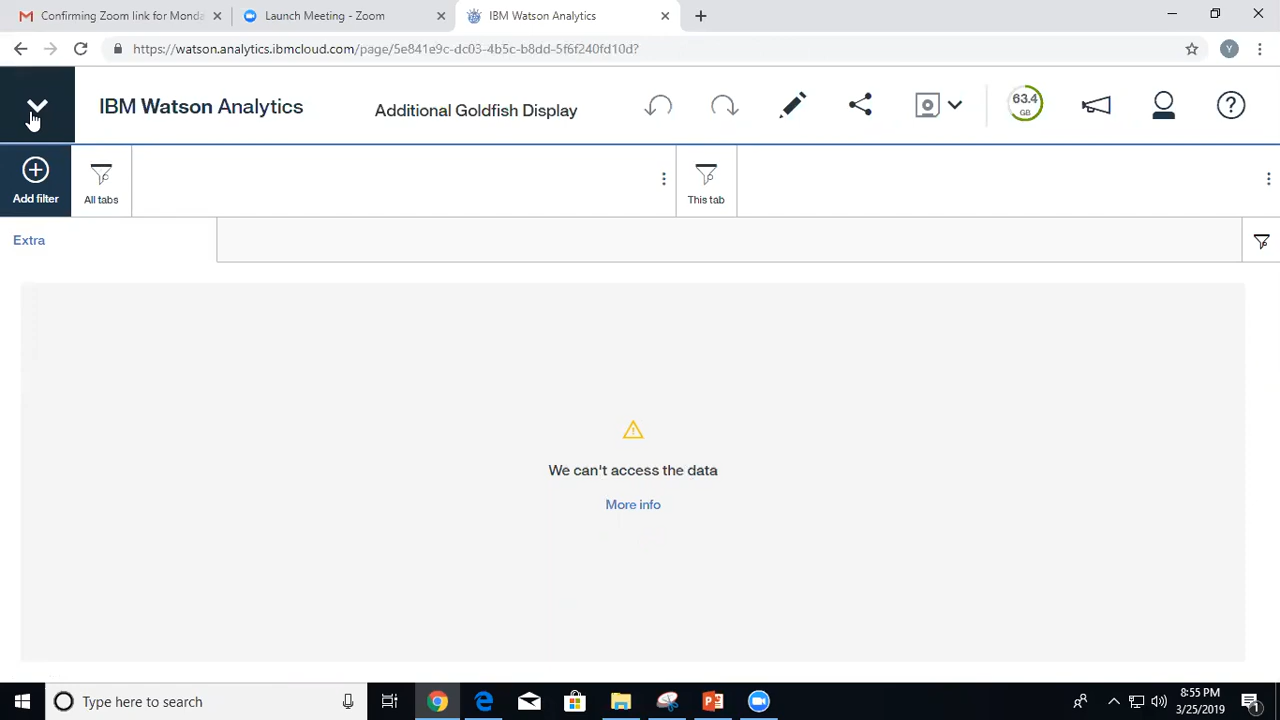 Confirming Zoom link for Monda
Launch Meeting - Zoom
IBM Watson Analytics
https://watson.analytics.ibmcloud.com/page/5e841e9c-dc03-4b5c-b8dd-5f6f240fd10d?
Y
IBM Watson Analytics
Additional Goldfish Display
63.4
GB
?
Add filter
All tabs
This tab
Extra
We can't access the data
More info
Type here to search
8:55 PM
3/25/2019
1